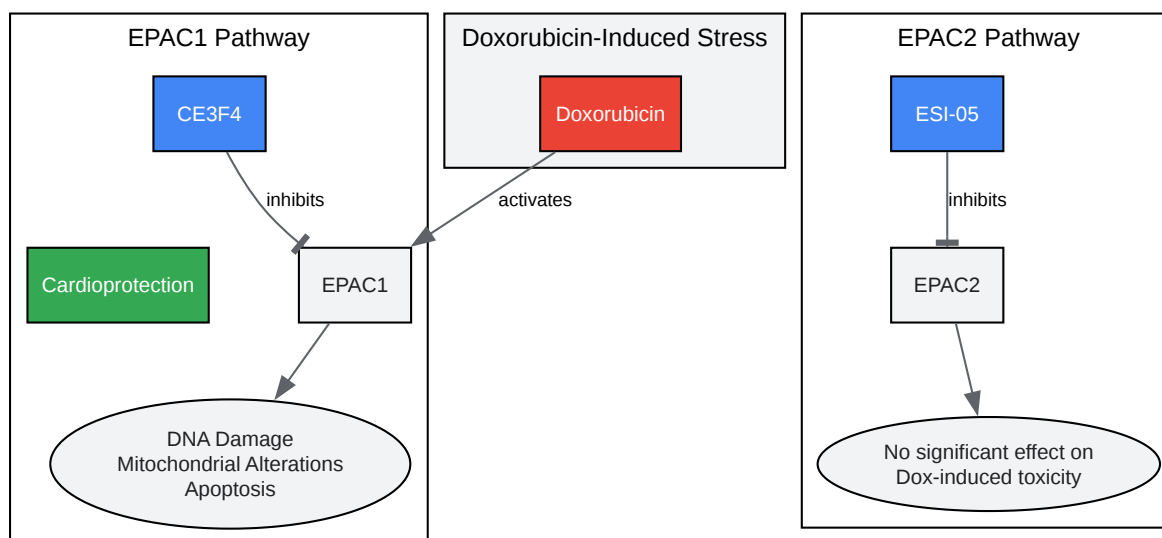 EPAC1 Pathway
CE3F4
inhibits
Cardioprotection
EPAC1
DNA Damage
Mitochondrial Alterations
Apoptosis
Doxorubicin-Induced Stress
Doxorubicin
activates
EPAC2 Pathway
ESI-05
inhibits
EPAC2
No significant effect on
Dox-induced toxicity